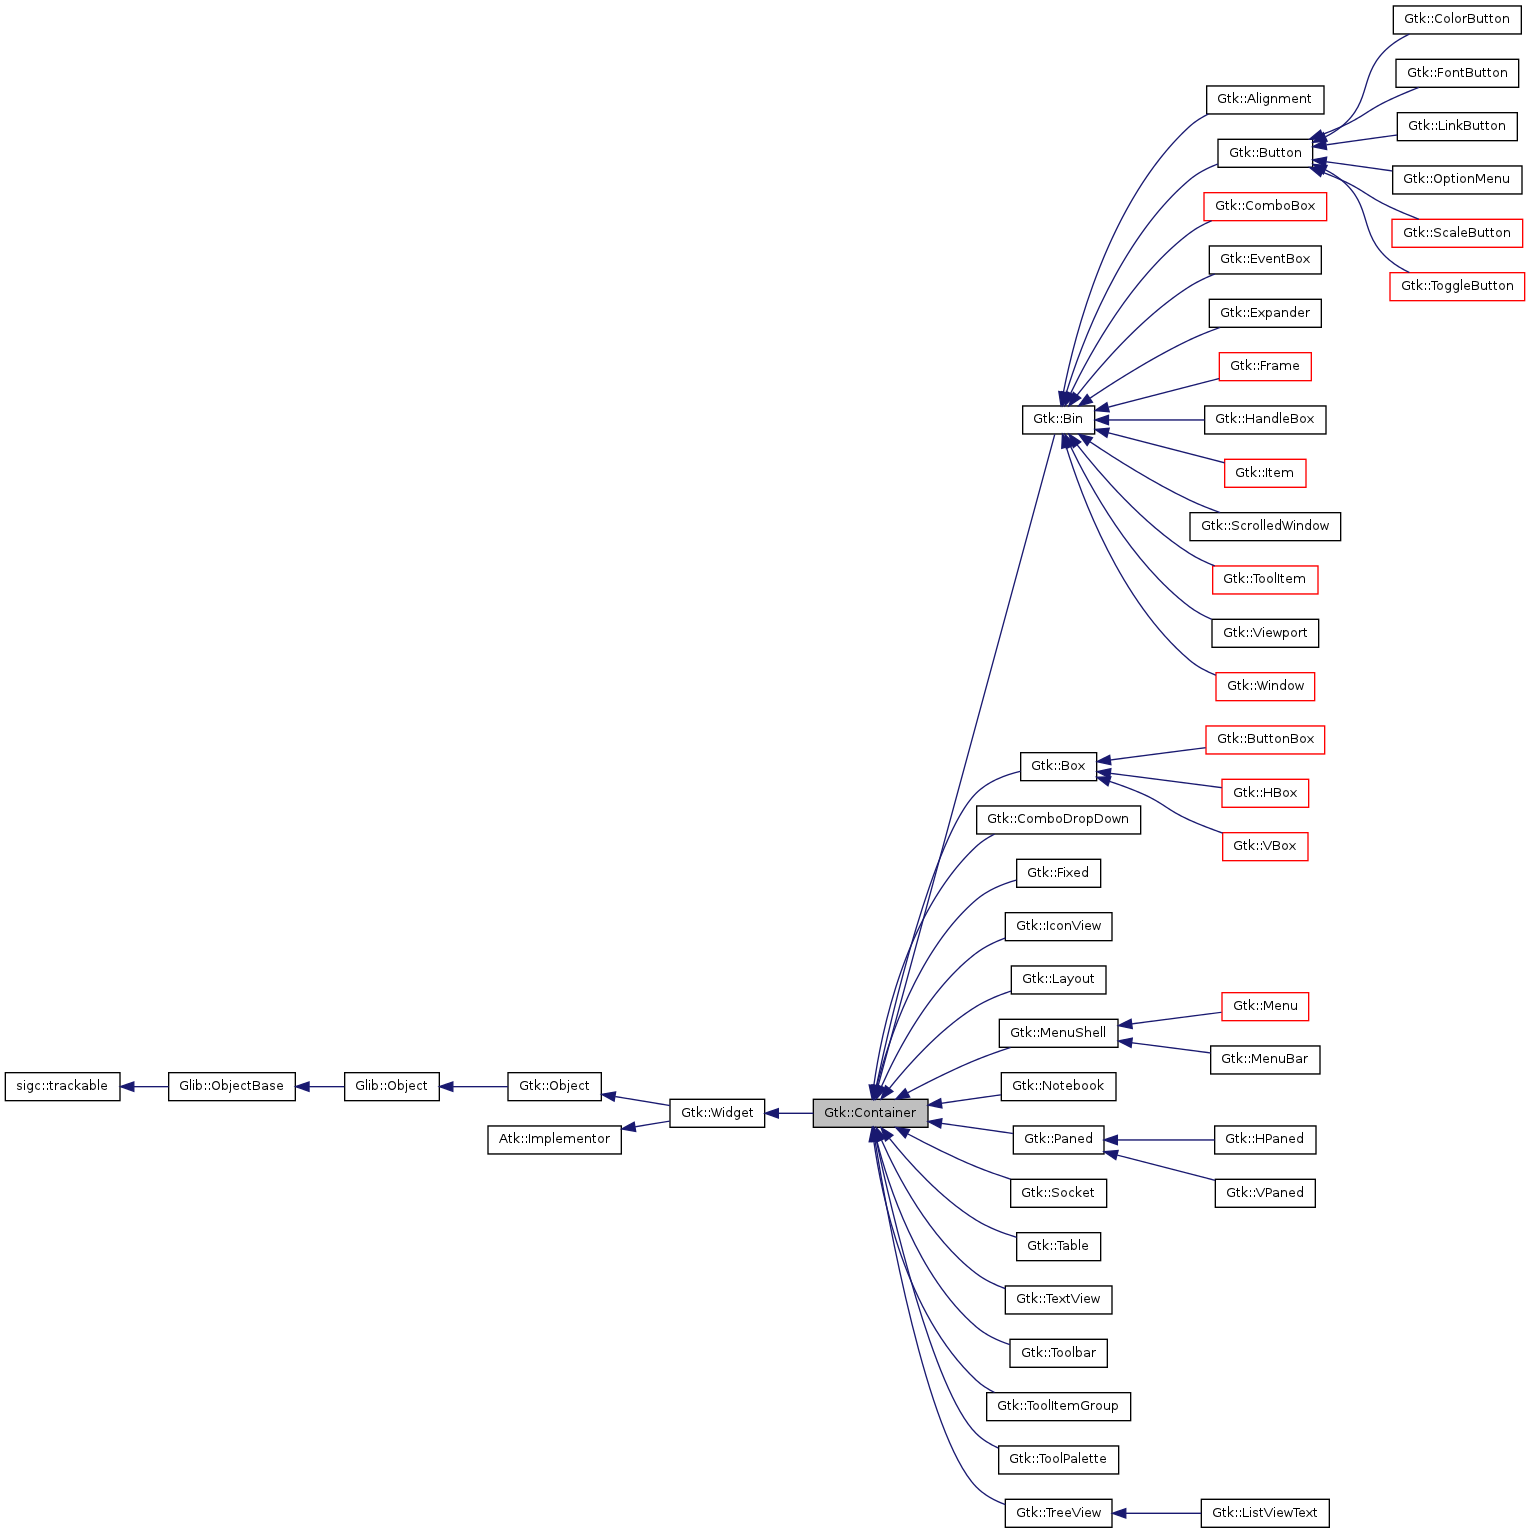 Gtk::ColorButton
Gtk::FontButton
Gtk::Alignment
Gtk::LinkButton
Gtk::Button
Gtk::OptionMenu
Gtk::ComboBox
Gtk::ScaleButton
Gtk::EventBox
Gtk::ToggleButton
Gtk::Expander
Gtk::Frame
Gtk::Bin
Gtk::HandleBox
Gtk::Item
Gtk::ScrolledWindow
Gtk::ToolItem
Gtk::Viewport
Gtk::Window
Gtk::ButtonBox
Gtk::Box
Gtk::HBox
Gtk::ComboDropDown
Gtk::VBox
Gtk::Fixed
Gtk::IconView
Gtk::Layout
Gtk::Menu
Gtk::MenuShell
Gtk::MenuBar
sigc::trackable
Glib::ObjectBase
Glib::Object
Gtk::Object
Gtk::Notebook
Gtk::Widget
Gtk::Container
Atk::Implementor
Gtk::Paned
Gtk::HPaned
Gtk::Socket
Gtk::VPaned
Gtk::Table
Gtk::TextView
Gtk::Toolbar
Gtk::ToolItemGroup
Gtk::ToolPalette
Gtk::TreeView
Gtk::ListViewText